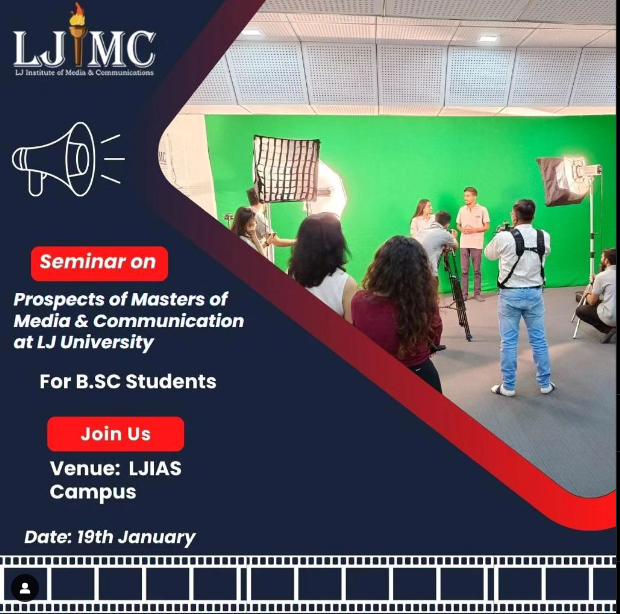 LJIMC
LJ Institute of Media & Communications
Seminar on
Prospects of Masters of
Media & Communication
at LJ University
For B.SC Students
Join Us
Venue: LJIAS
Campus
Date: 19th January